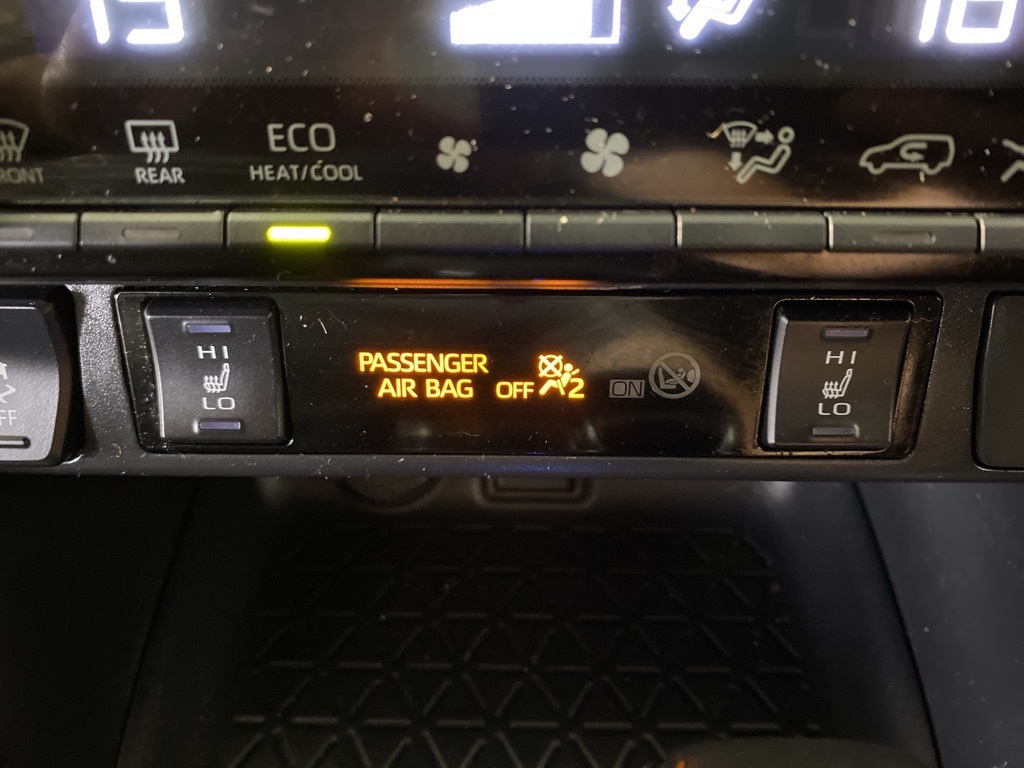 REAR
ECO
HEAT/COOL
HI
LO
PASSENGER
AIR BAG OFF 2
ON
HI
LO